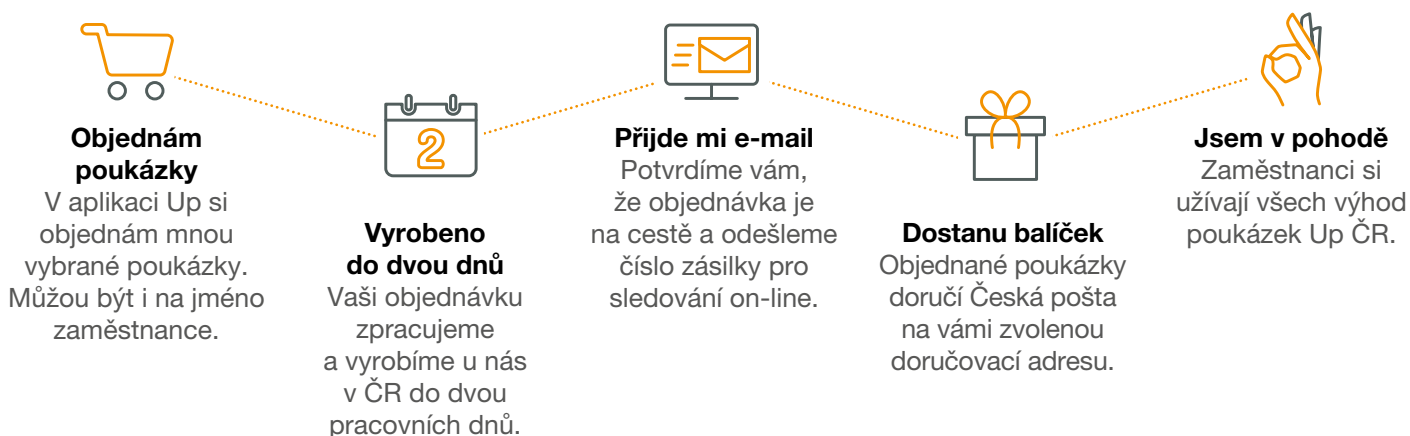 Objednám
poukázky
V aplikaci Up si
objednám mnou
vybrané poukázky.
Můžou být i na jméno
zaměstnance.
2
Vyrobeno
do dvou dnů
Vaši objednávku
zpracujeme
a vyrobíme u nás
v ČR do dvou
pracovních dnů.
Přijde mi e-mail
Potvrdíme vám,
že objednávka je
na cestě a odešleme
číslo zásilky pro
sledování on-line.
Dostanu balíček
Objednané poukázky
doručí Česká pošta
na vámi zvolenou
doručovací adresu.
Jsem v pohodě
Zaměstnanci si
užívají všech výhod
poukázek Up ČR.